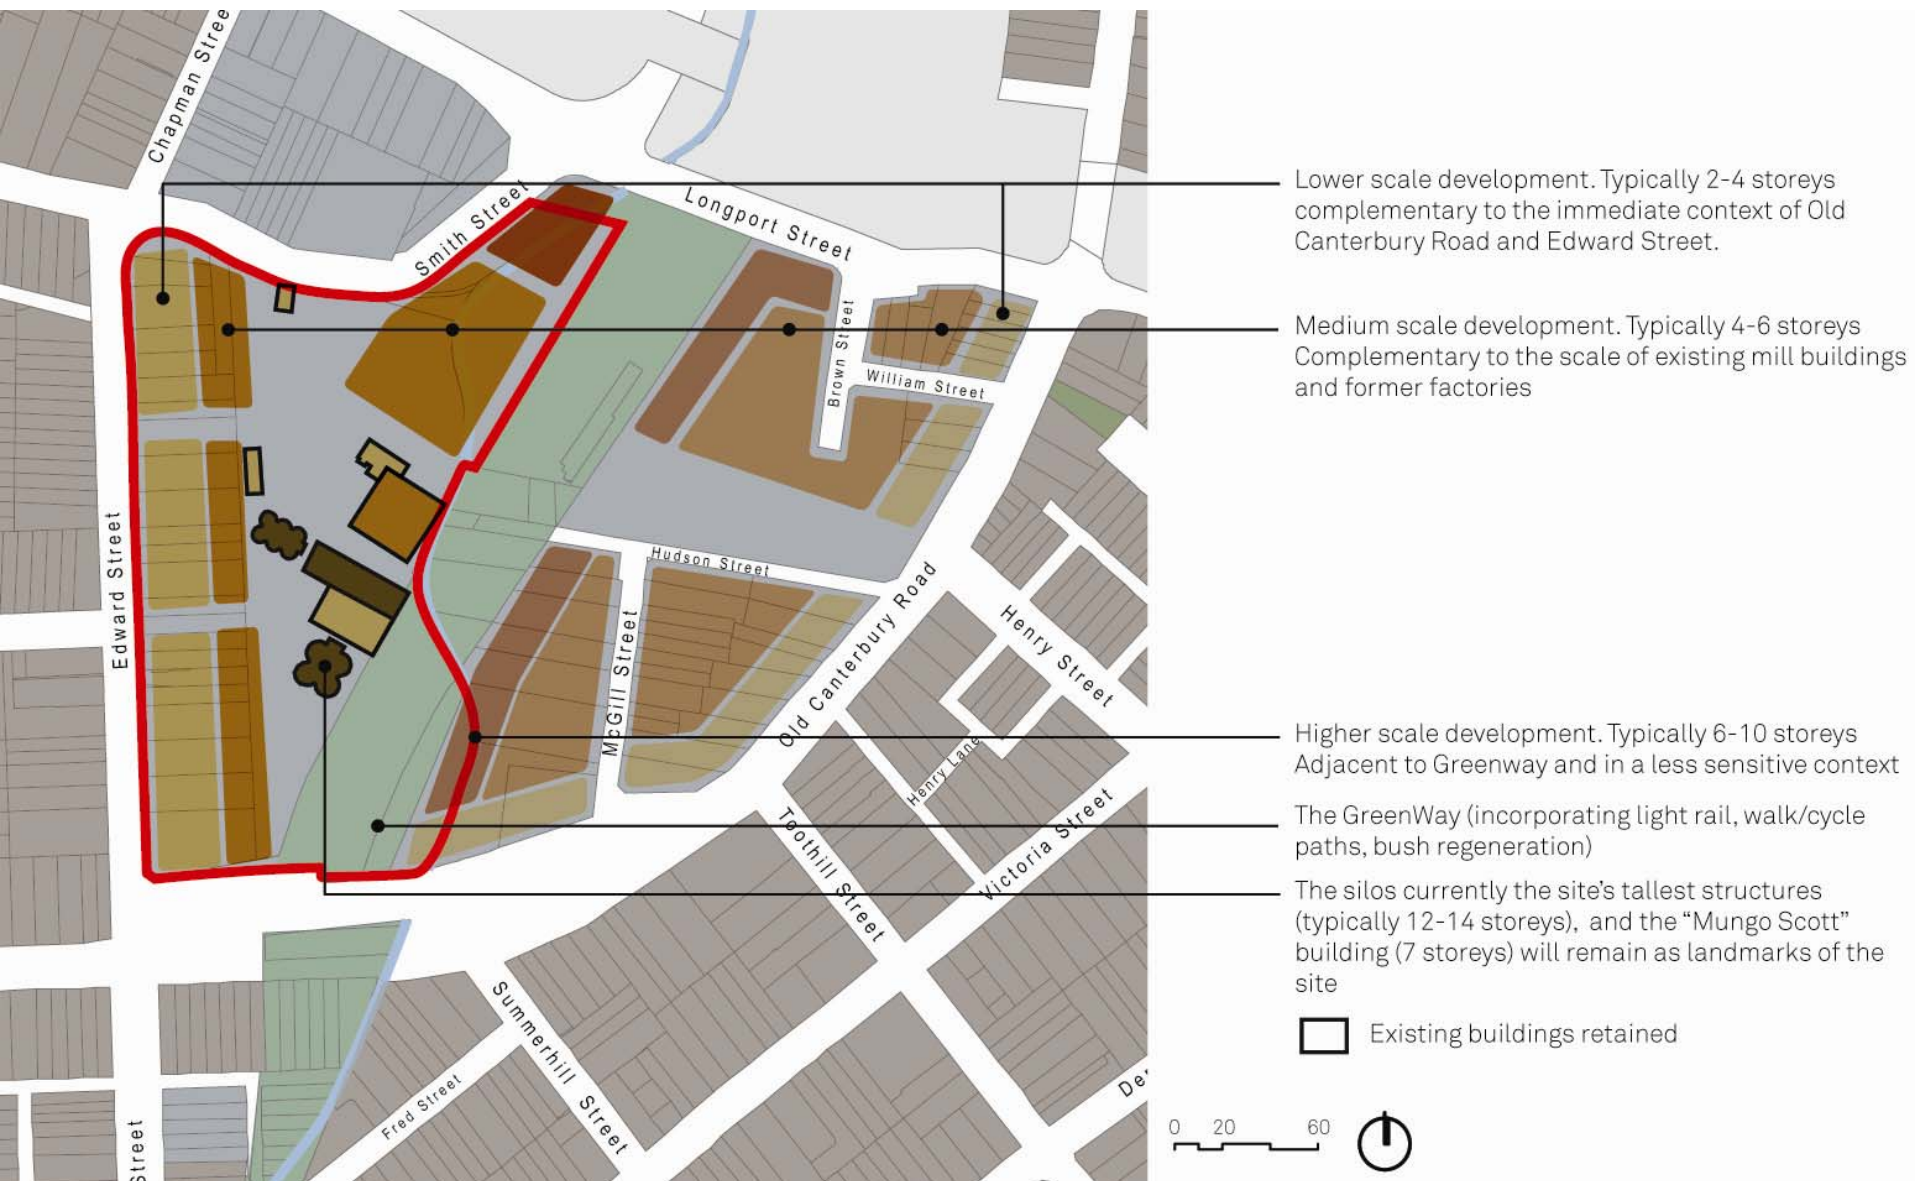 Chapman Stree
Smith Street
Longport Street
Brown Street
William Street
Edward Street
Hudson Street
McGill Street
Old Canterbury Road
Henry Street
Henry Lane
Toothill Street
Victoria Street
Summerhill Street
Fred Street
De
Street
Lower scale development. Typically 2-4 storeys
complementary to the immediate context of Old
Canterbury Road and Edward Street.
Medium scale development. Typically 4-6 storeys
Complementary to the scale of existing mill buildings
and former factories
Higher scale development. Typically 6-10 storeys
Adjacent to Greenway and in a less sensitive context
The GreenWay (incorporating light rail, walk/cycle
paths, bush regeneration)
The silos currently the site's tallest structures
(typically 12-14 storeys), and the “Mungo Scott”
building (7 storeys) will remain as landmarks of the
site
Existing buildings retained
0 20 60